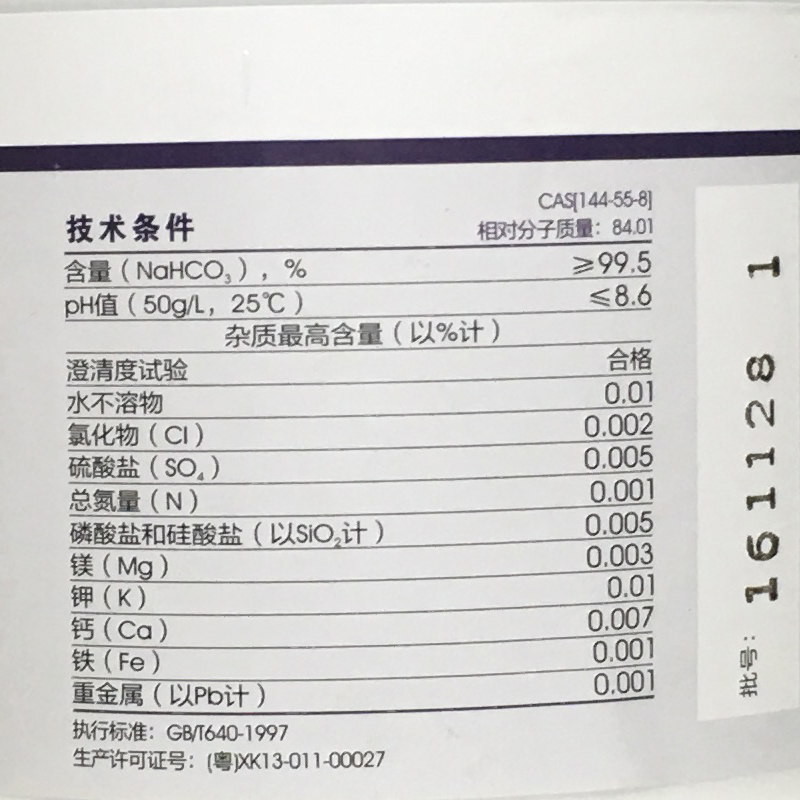 CAS[144-55-8]
技术条件 相对分子质量：84.01
含量（NaHCO₃），% ≥99.5
pH值（50g/L，25℃） ≤8.6
杂质最高含量（以%计）
澄清度试验 合格
水不溶物 0.01
氯化物（Cl） 0.002
硫酸盐（SO₄） 0.005
总氮量（N） 0.001
磷酸盐和硅酸盐（以SiO₂计） 0.005
镁（Mg） 0.003
钾（K） 0.01
钙（Ca） 0.007
铁（Fe） 0.001
重金属（以Pb计） 0.001
执行标准：GB/T640-1997
生产许可证号：(粤)XK13-011-00027
批号：161128 1